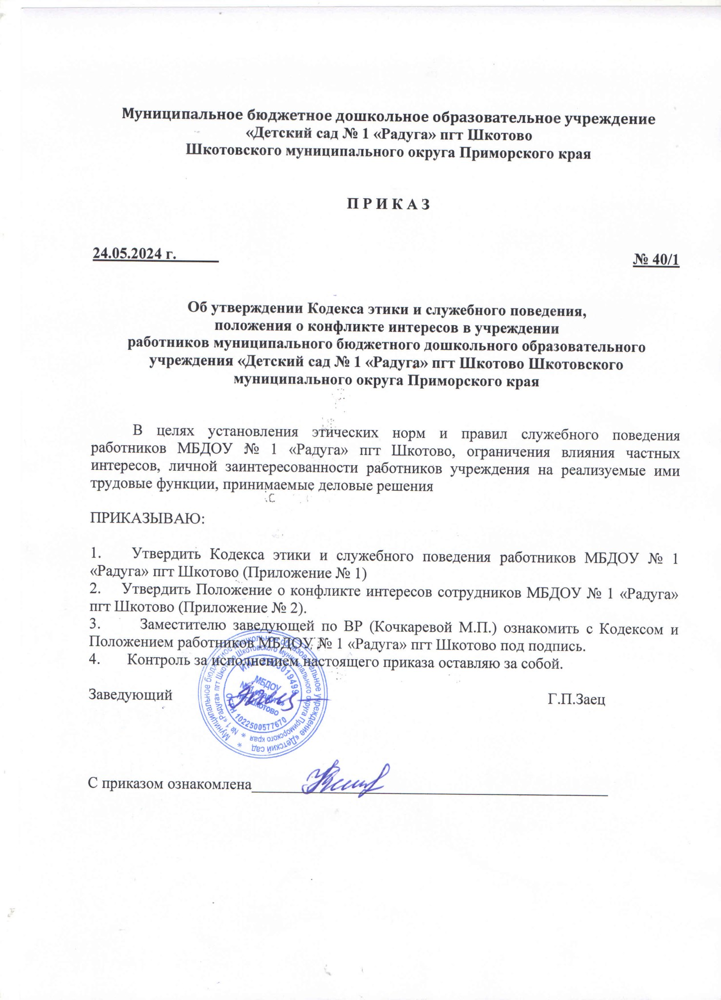 Муниципальное бюджетное дошкольное образовательное учреждение
«Детский сад № 1 «Радуга» пгт Шкотово
Шкотовского муниципального округа Приморского края
П Р И К А З
24.05.2024 г.
№ 40/1
Об утверждении Кодекса этики и служебного поведения,
положения о конфликте интересов в учреждении
работников муниципального бюджетного дошкольного образовательного
учреждения «Детский сад № 1 «Радуга» пгт Шкотово Шкотовского
муниципального округа Приморского края
В целях установления этических норм и правил служебного поведения
работников МБДОУ № 1 «Радуга» пгт Шкотово, ограничения влияния частных
интересов, личной заинтересованности работников учреждения на реализуемые ими
трудовые функции, принимаемые деловые решения
ПРИКАЗЫВАЮ:
1. Утвердить Кодекса этики и служебного поведения работников МБДОУ № 1
«Радуга» пгт Шкотово (Приложение № 1)
2. Утвердить Положение о конфликте интересов сотрудников МБДОУ № 1 «Радуга»
пгт Шкотово (Приложение № 2).
3. Заместителю заведующей по ВР (Кочкаревой М.П.) ознакомить с Кодексом и
Положением работников МБДОУ № 1 «Радуга» пгт Шкотово под подпись.
4. Контроль за исполнением настоящего приказа оставляю за собой.
Заведующий
Г.П.Заец
Муниципальное бюджетное дошкольное образовательное учреждение «Детский сад
№ 1 «Радуга» пгт Шкотово Шкотовского муниципального округа Приморского края
ОГРН 1022500577670
МБДОУ
Шкотово
С приказом ознакомлена